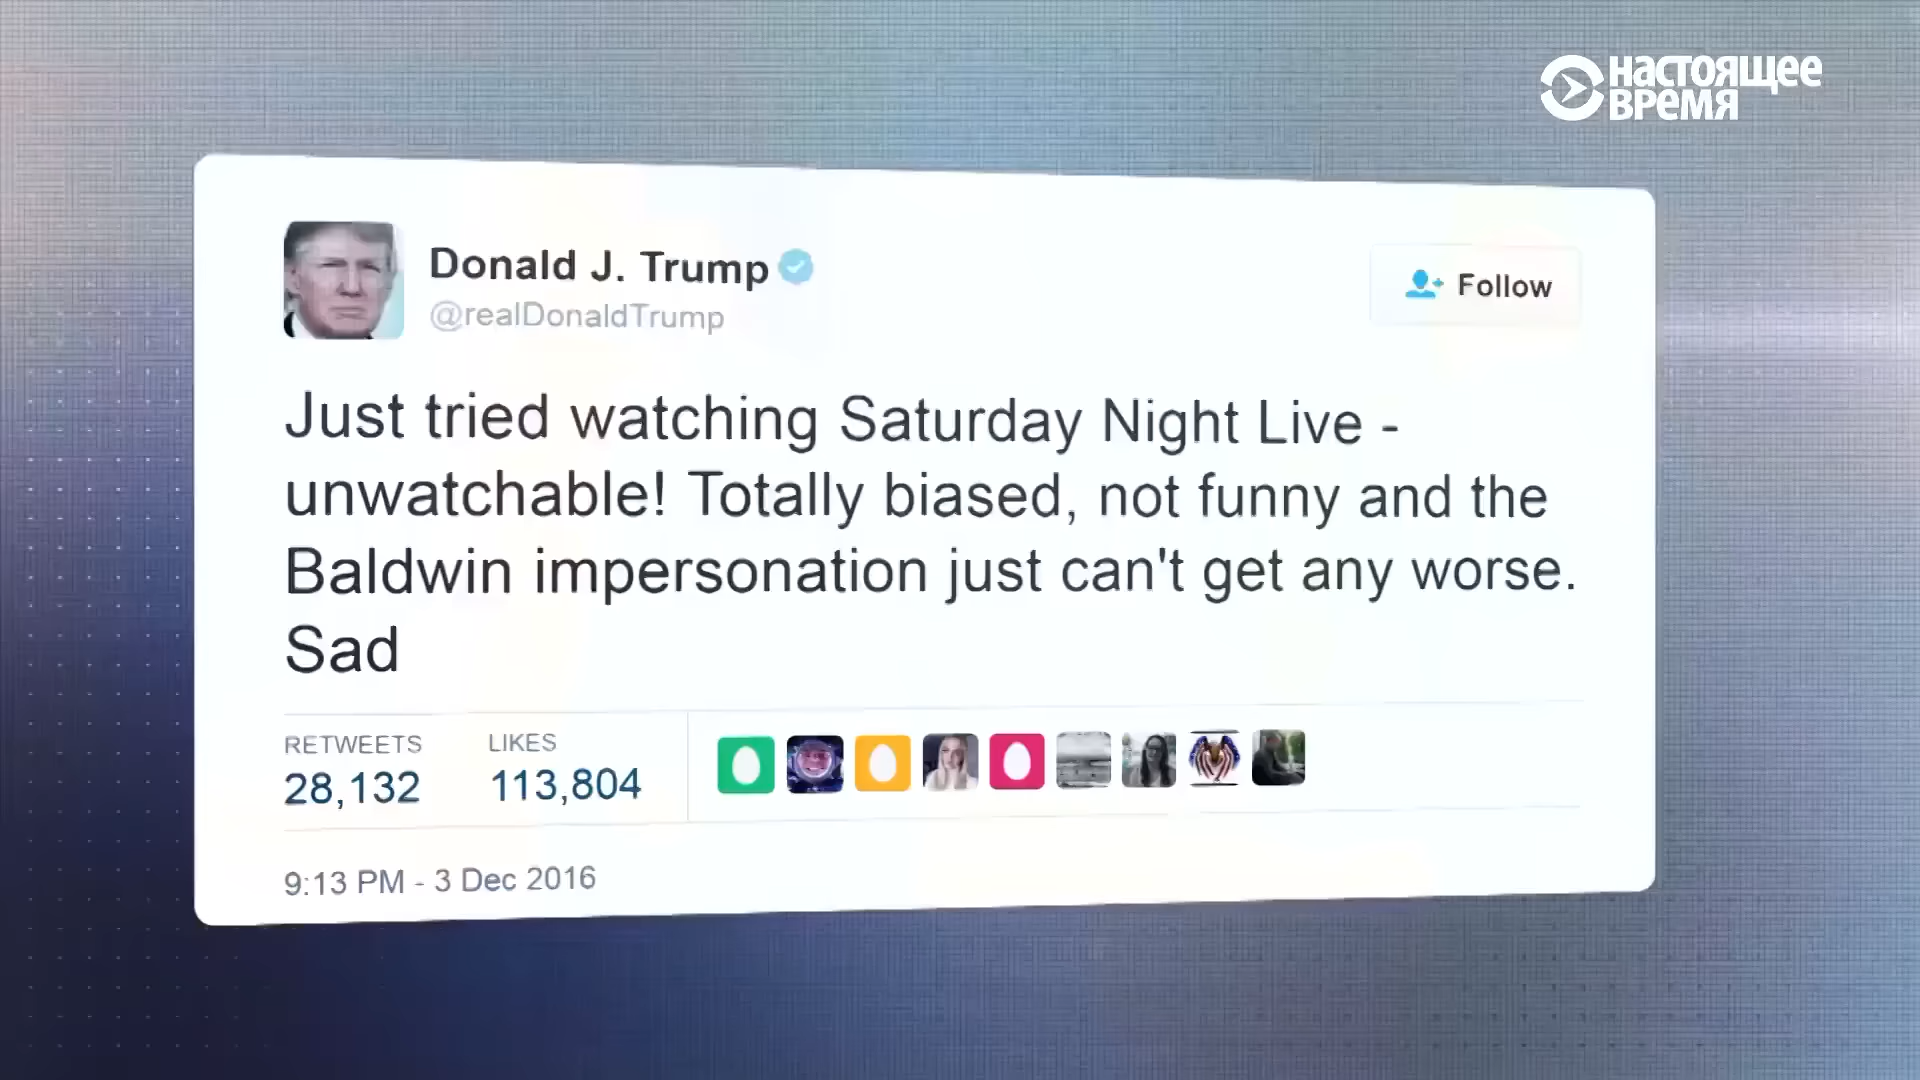 НАСТОЯЩЕЕ
ВРЕМЯ
Donald J. Trump
@realDonaldTrump
Follow
Just tried watching Saturday Night Live -
unwatchable! Totally biased, not funny and the
Baldwin impersonation just can't get any worse.
Sad
RETWEETS
28,132
LIKES
113,804
9:13 PM - 3 Dec 2016